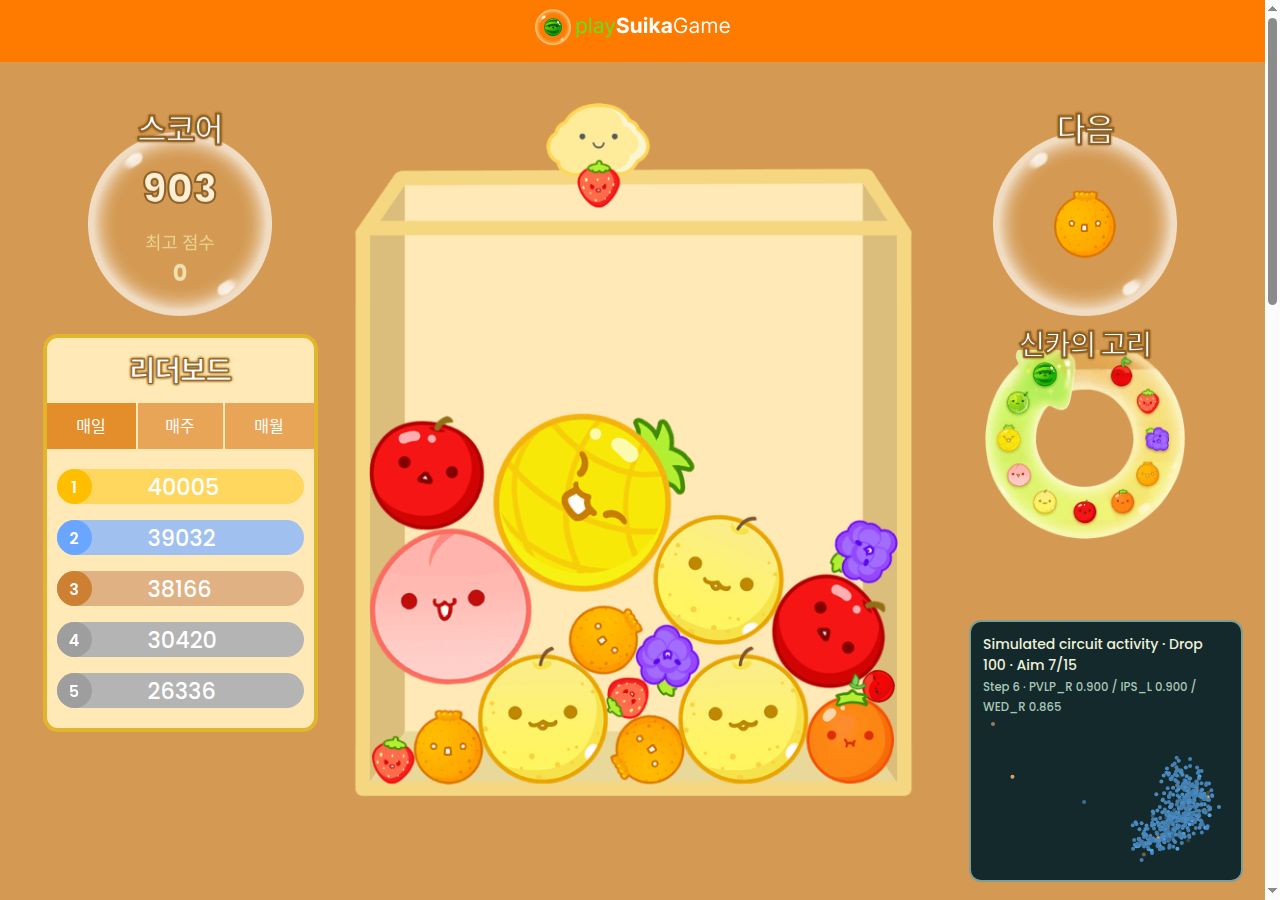 playSuikaGame
스코어
903
최고 점수
0
다음
신카의 고리
리더보드
매일 매주 매월
1 40005
2 39032
3 38166
4 30420
5 26336
Simulated circuit activity · Drop
100 · Aim 7/15
Step 6 · PVLP_R 0.900 / IPS_L 0.900 /
WED_R 0.865